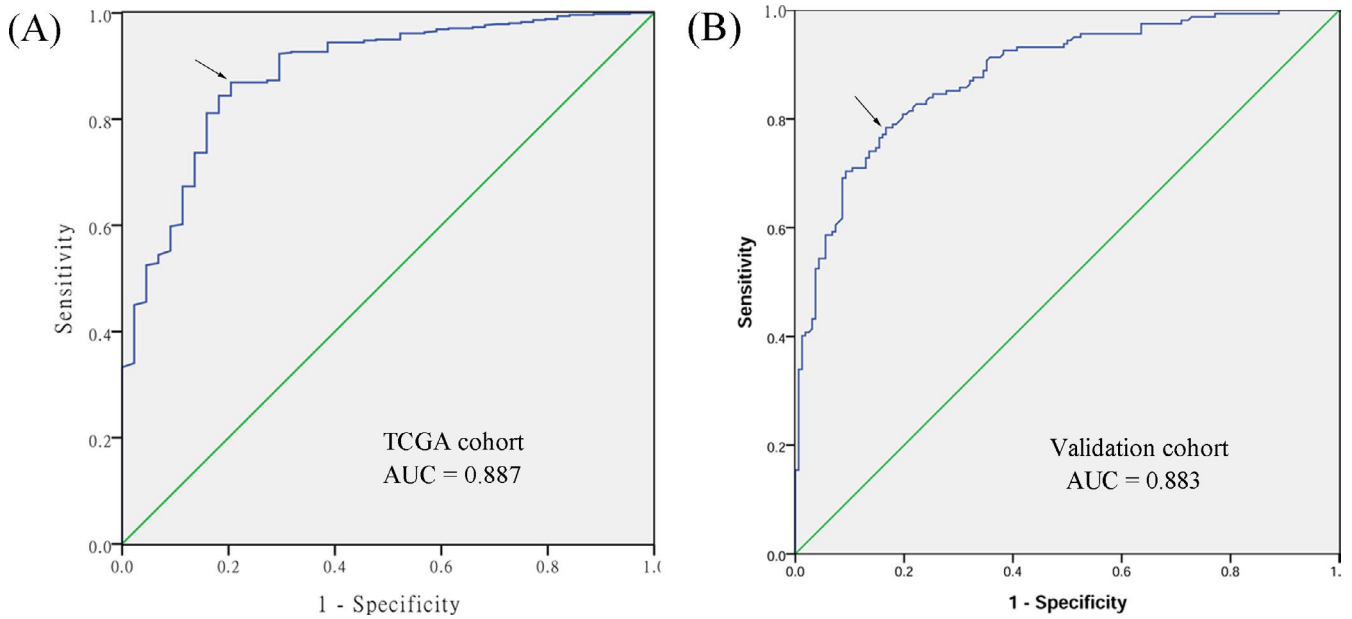 (A)
1.0
0.8
0.6
0.4
0.2
0.0
Sensitivity
TCGA cohort
AUC = 0.887
0.0 0.2 0.4 0.6 0.8 1.0
1 - Specificity
(B)
1.0
0.8
0.6
0.4
0.2
0.0
Sensitivity
Validation cohort
AUC = 0.883
0.0 0.2 0.4 0.6 0.8 1.
1 - Specificity